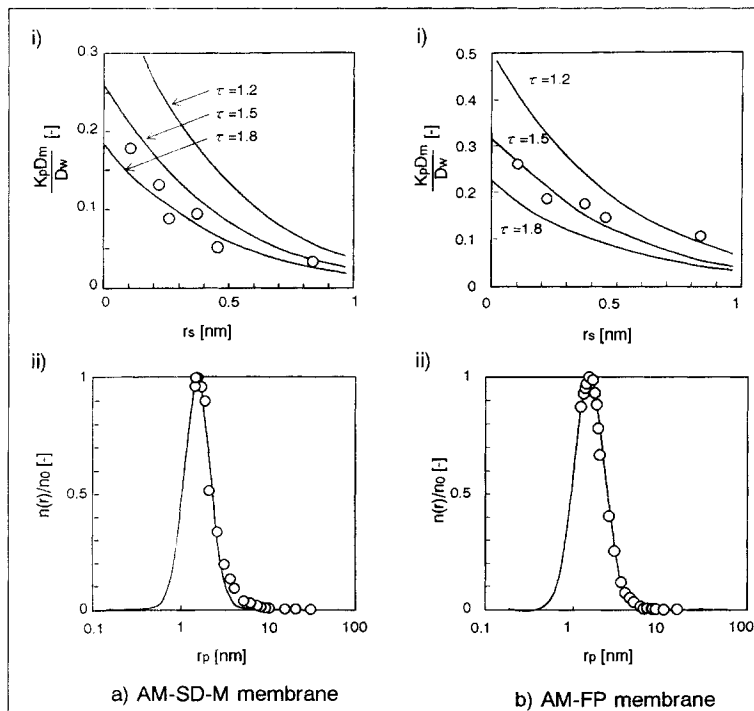 i)
0.3
0.2
0.1
0
KpDm
Dw
[-]
τ =1.2
τ =1.5
τ =1.8
0
0.5
1
rs [nm]
i)
0.5
0.4
0.3
0.2
0.1
0
KpDm
Dw
[-]
τ =1.2
τ =1.5
τ =1.8
0
0.5
1
rs [nm]
ii)
1
0.5
0
n(r)/n0 [-]
0.1
1
10
100
rp [nm]
ii)
1
0.5
0
n(r)/n0 [-]
0.1
1
10
100
rp [nm]
a) AM-SD-M membrane
b) AM-FP membrane